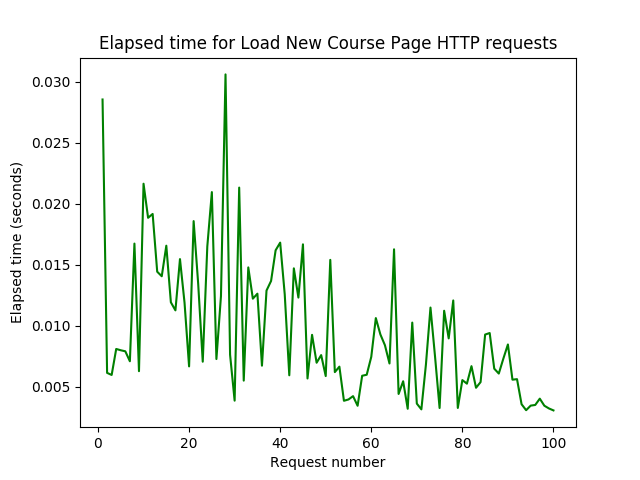 Elapsed time for Load New Course Page HTTP requests
0.030
0.025
0.020
0.015
0.010
0.005
Elapsed time (seconds)
0 20 40 60 80 100
Request number